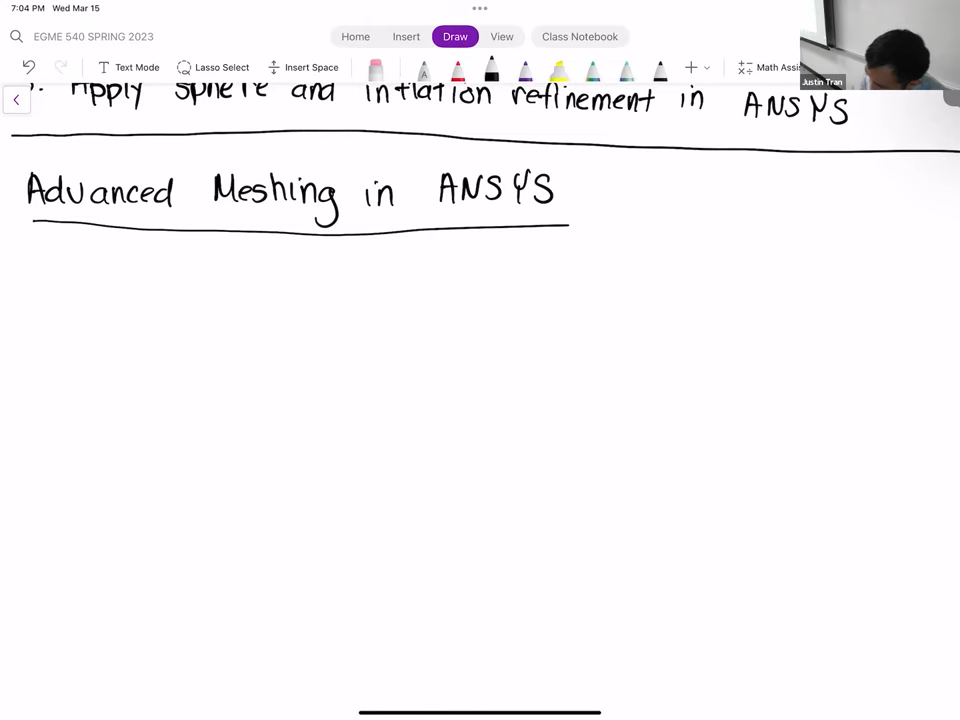 7:04 PM Wed Mar 15
EGME 540 SPRING 2023
Home Insert Draw View Class Notebook
Text Mode Lasso Select Insert Space A Math Assis
Justin Tran
Apply sphere and inflation refinement in ANSYS
Advanced Meshing in ANSYS